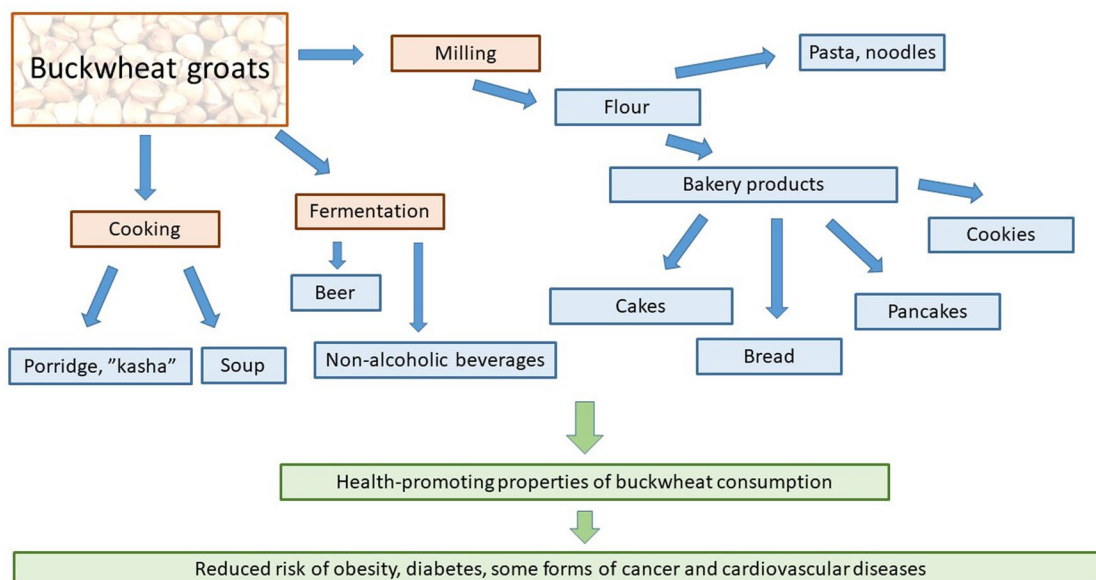 Buckwheat groats
Milling
Pasta, noodles
Flour
Bakery products
Cookies
Cooking
Fermentation
Beer
Cakes
Pancakes
Porridge, ”kasha”
Soup
Non-alcoholic beverages
Bread
Health-promoting properties of buckwheat consumption
Reduced risk of obesity, diabetes, some forms of cancer and cardiovascular diseases